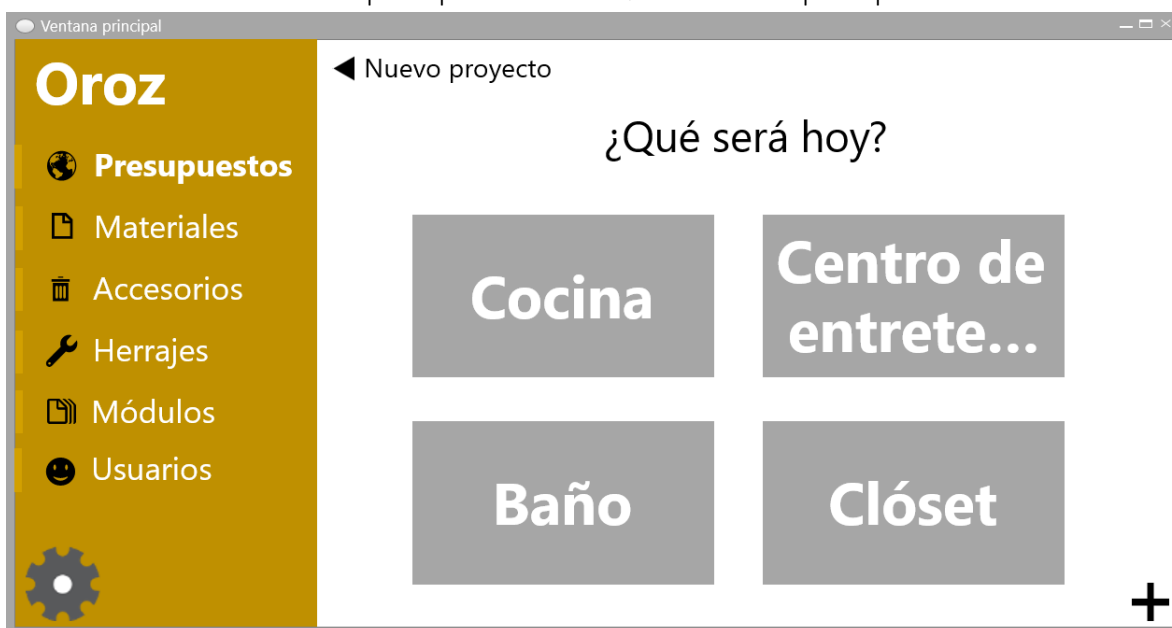 Ventana principal
Oroz
Nuevo proyecto
¿Qué será hoy?
Presupuestos
Materiales
Accesorios
Herrajes
Módulos
Usuarios
Cocina
Centro de
entrete...
Baño
Clóset